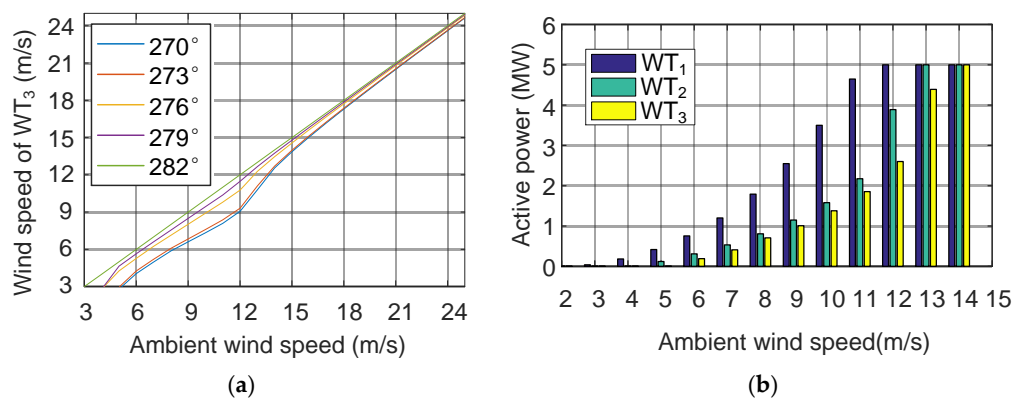 24
21
18
15
12
9
6
3
Wind speed of WT3 (m/s)
270°
273°
276°
279°
282°
3 6 9 12 15 18 21 24
Ambient wind speed (m/s)
(a)
6
5
4
3
2
1
0
Active power (MW)
WT1
WT2
WT3
2 3 4 5 6 7 8 9 10 11 12 13 14 15
Ambient wind speed(m/s)
(b)